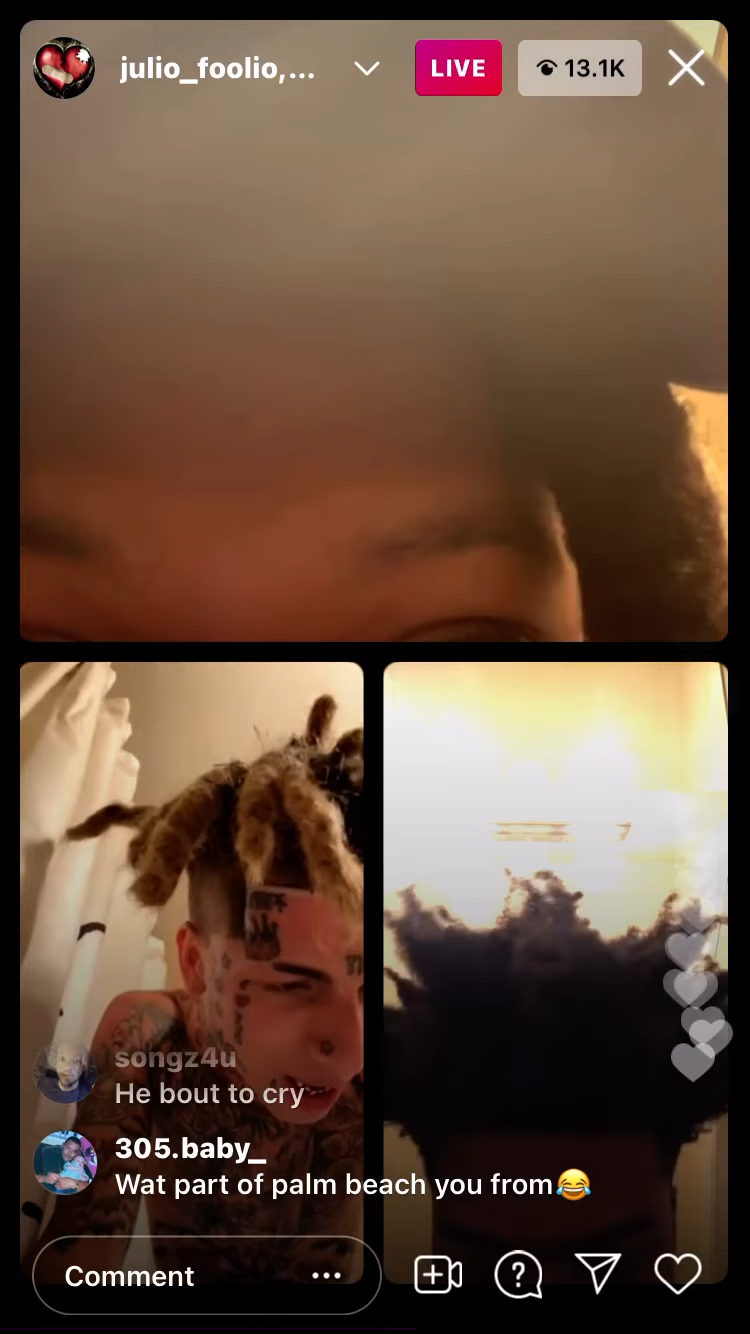 julio_foolio,...
LIVE
13.1K
songz4u
He bout to cry
305.baby_
Wat part of palm beach you from😂
Comment